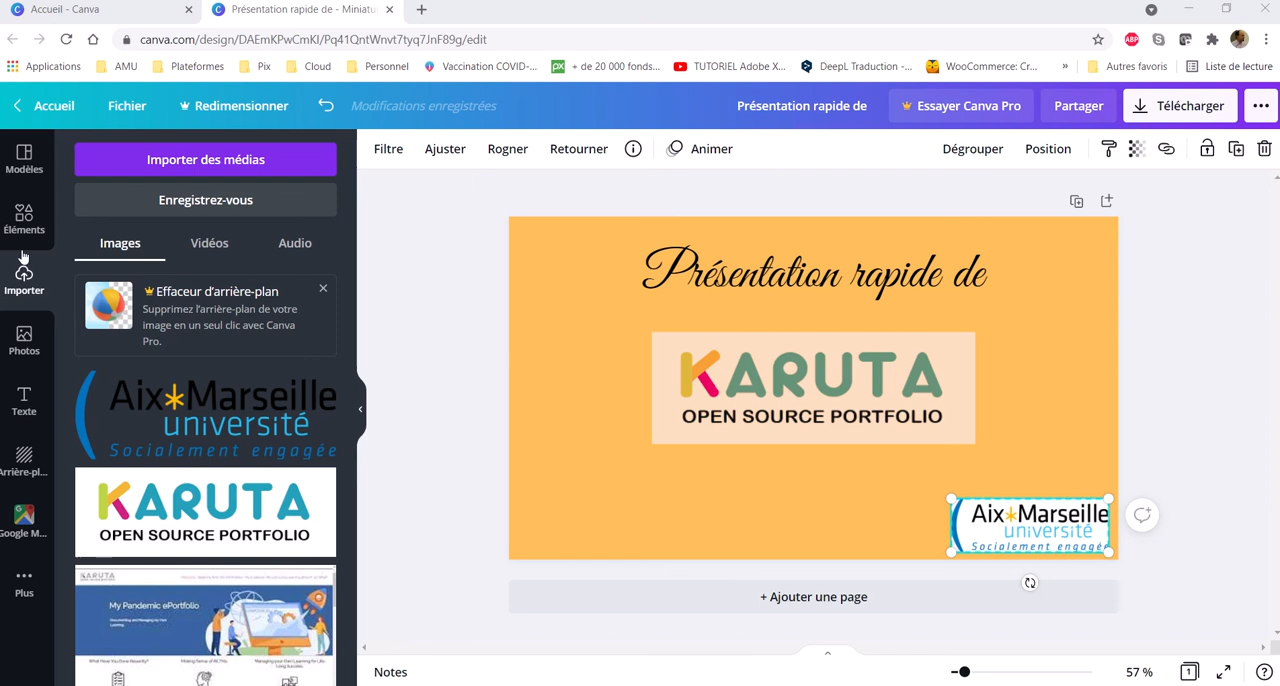 Accueil - Canva
Présentation rapide de - Miniatu
canva.com/design/DAEmKPwCmKI/Pq41QntWnvt7tyq7JnF89g/edit
Applications AMU Plateformes Pix Cloud Personnel Vaccination COVID-... + de 20 000 fonds... TUTORIEL Adobe X... DeepL Traduction -... WooCommerce: Cr... » Autres favoris Liste de lecture
Accueil Fichier Redimensionner Modifications enregistrées Présentation rapide de Essayer Canva Pro Partager Télécharger
Filtre Ajuster Rogner Retourner Animer Dégrouper Position
Modèles
Éléments
Importer
Photos
Texte
Arrière-pl...
Google M...
Plus
Importer des médias
Enregistrez-vous
Images Vidéos Audio
Effaceur d'arrière-plan
Supprimez l'arrière-plan de votre
image en un seul clic avec Canva
Pro.
Aix Marseille
université
Socialement engagée
KARUTA
OPEN SOURCE PORTFOLIO
KARUTA
My Pandemic ePortfolio
Présentation rapide de
KARUTA
OPEN SOURCE PORTFOLIO
Aix Marseille
université
Socialement engagée
+ Ajouter une page
Notes 57 % 1